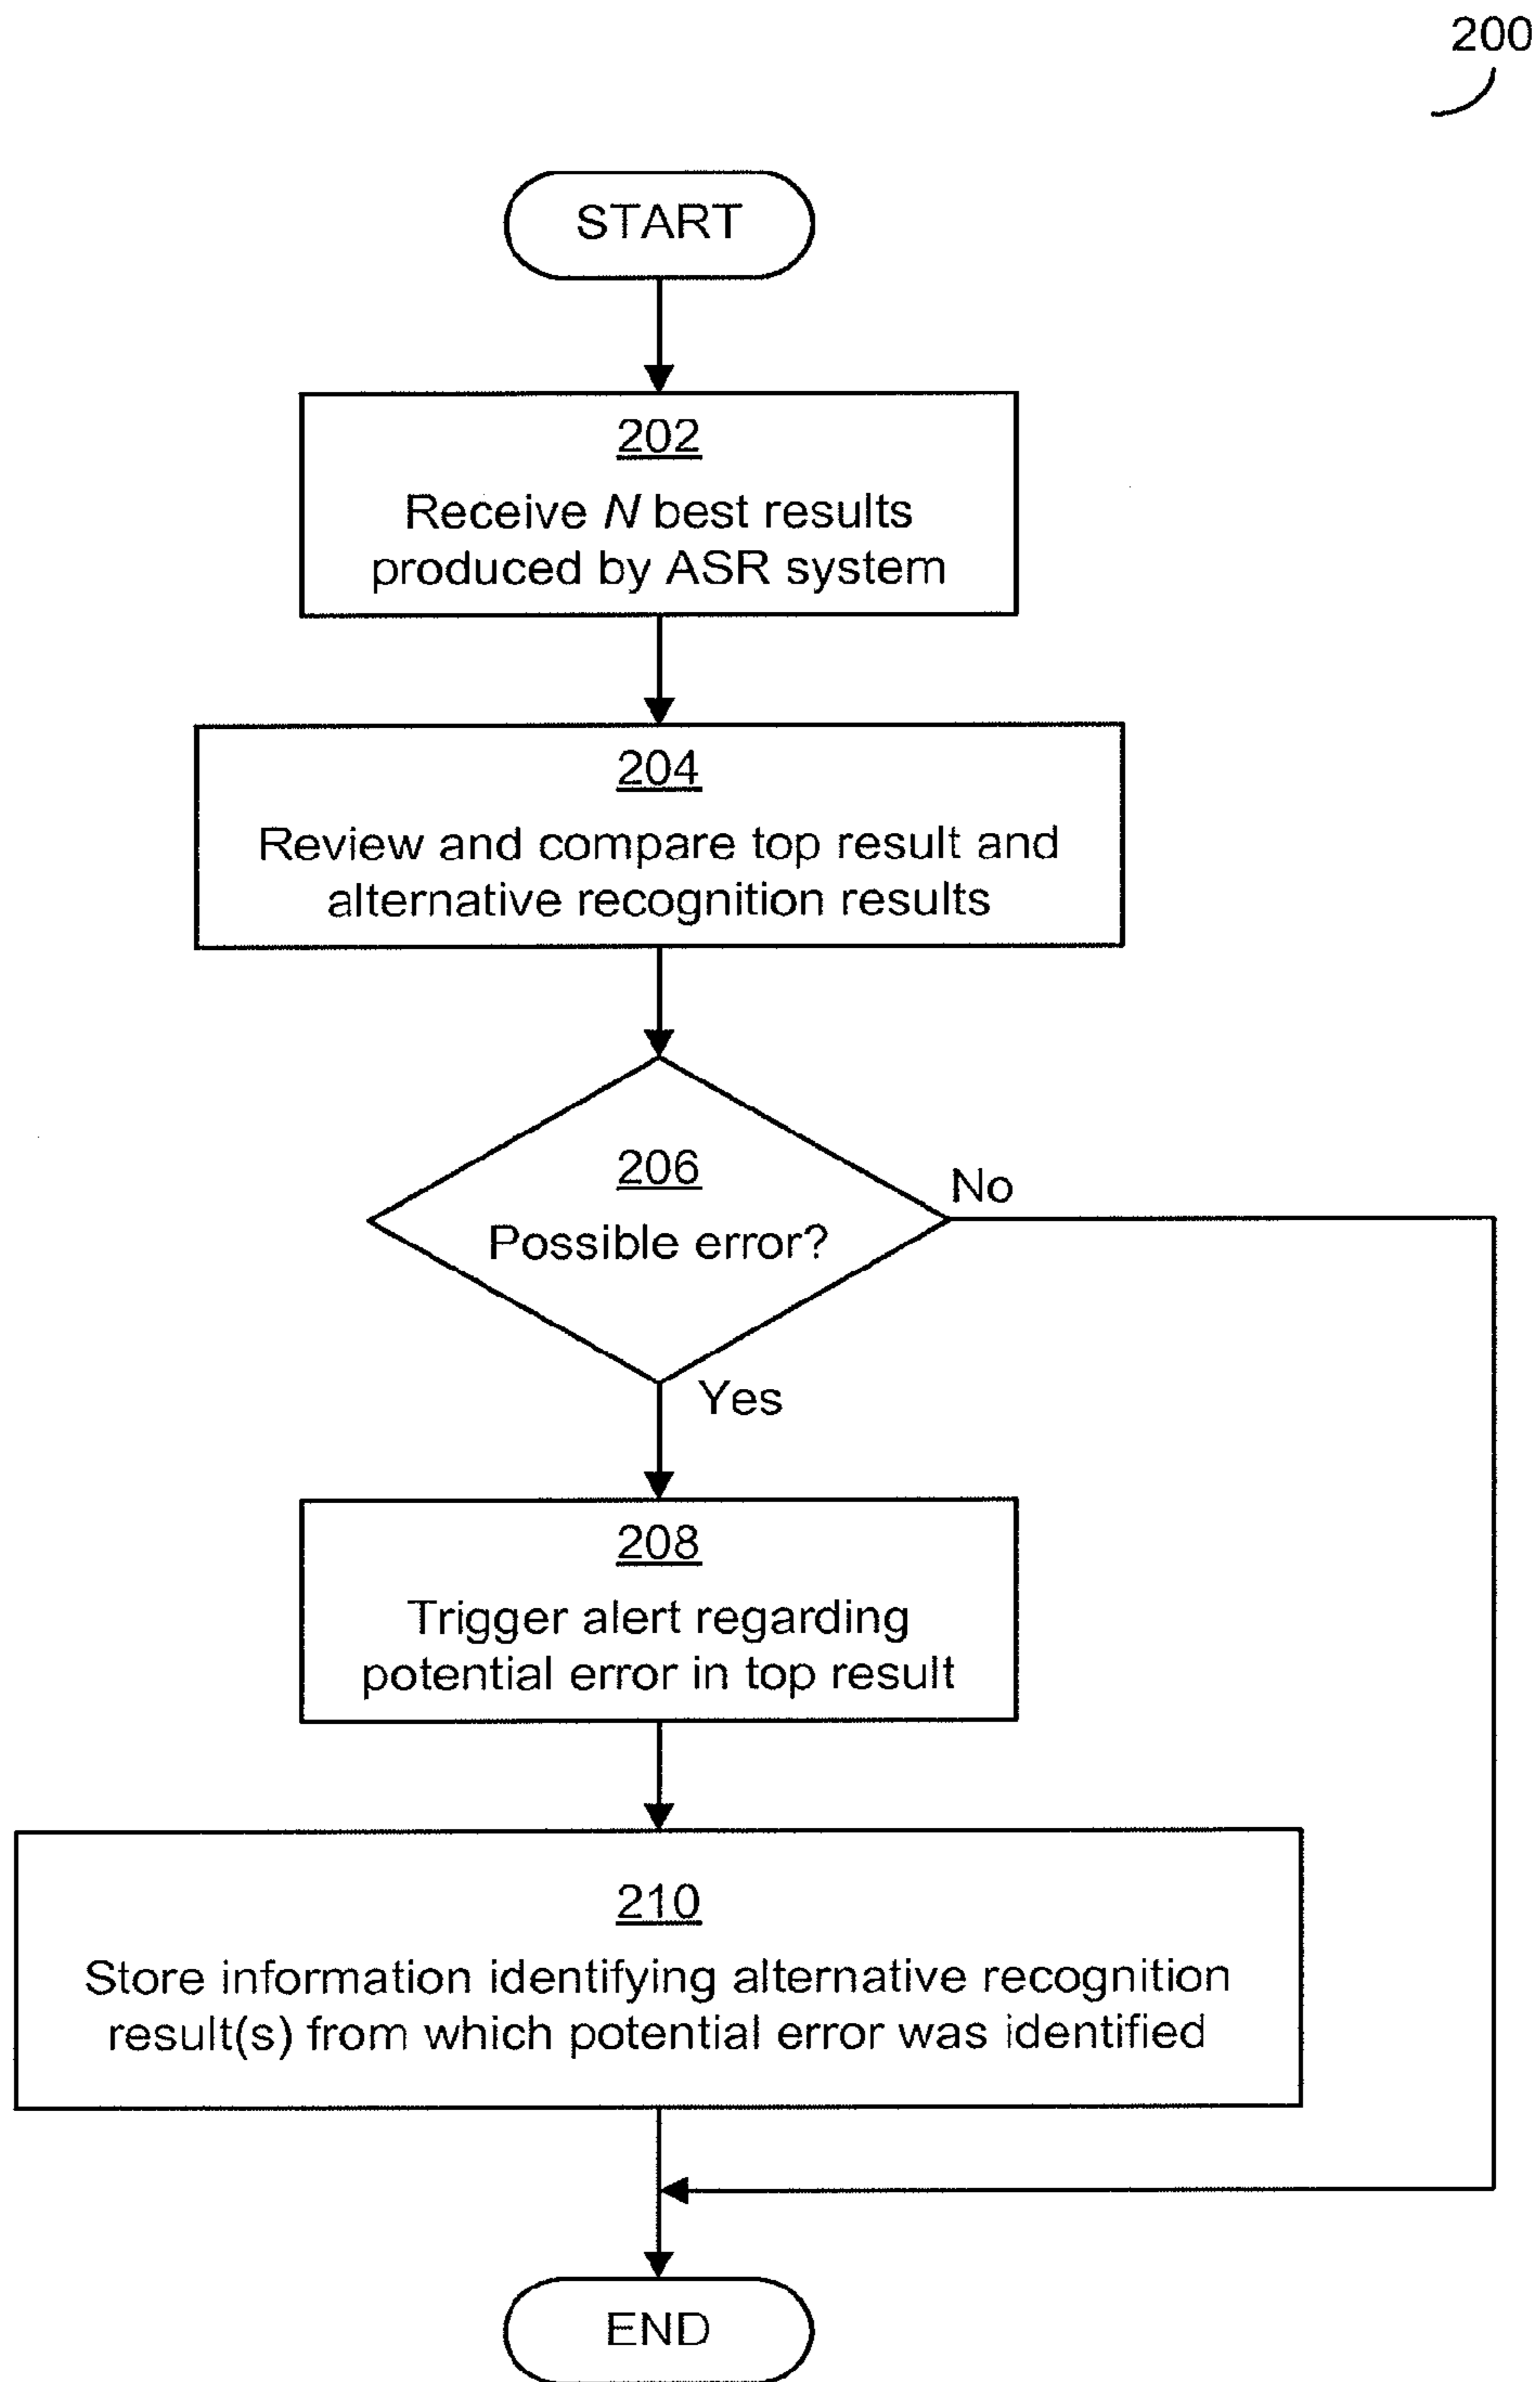 200
START
202
Receive N best results
produced by ASR system
204
Review and compare top result and
alternative recognition results
206
Possible error?
No
Yes
208
Trigger alert regarding
potential error in top result
210
Store information identifying alternative recognition
result(s) from which potential error was identified
END